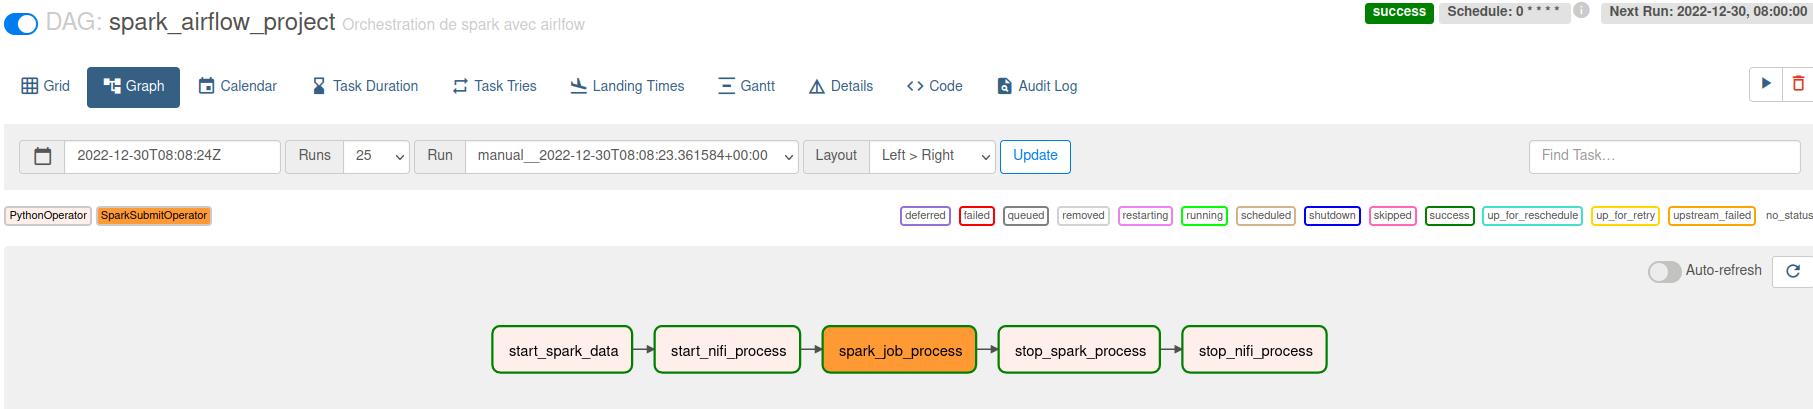 DAG: spark_airflow_project Orchestration de spark avec airlfow
success Schedule: 0 * * * * i Next Run: 2022-12-30, 08:00:00
Grid Graph Calendar Task Duration Task Tries Landing Times Gantt Details Code Audit Log
2022-12-30T08:08:24Z Runs 25 Run manual__2022-12-30T08:08:23.361584+00:00 Layout Left > Right Update Find Task...
PythonOperator SparkSubmitOperator deferred failed queued removed restarting running scheduled shutdown skipped success up_for_reschedule up_for_retry upstream_failed no_status
Auto-refresh
start_spark_data start_nifi_process spark_job_process stop_spark_process stop_nifi_process